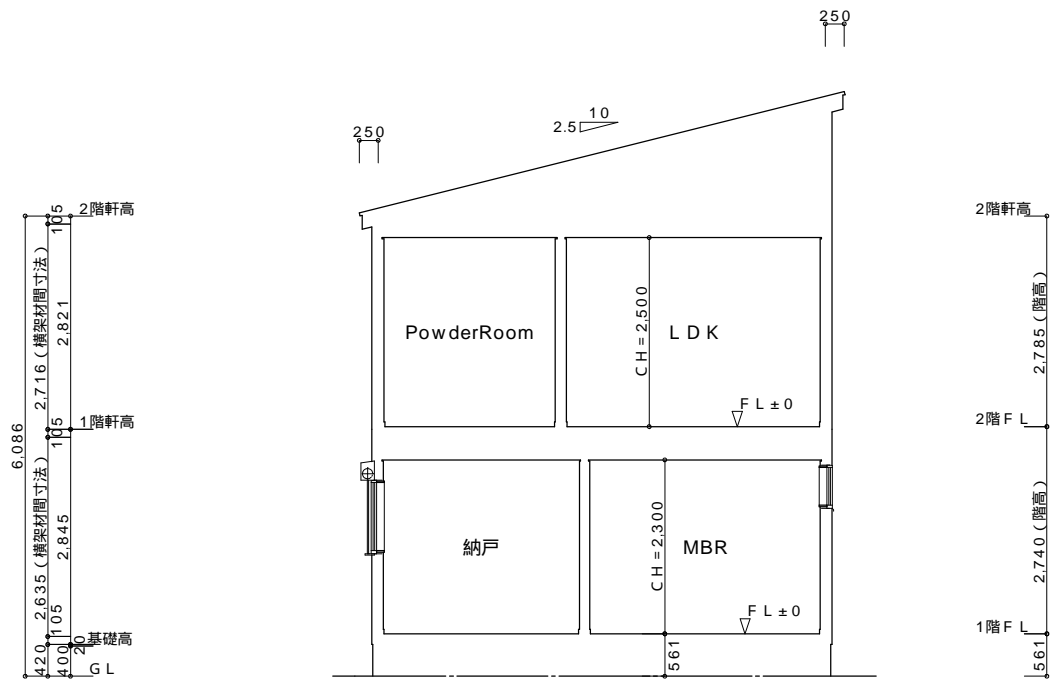 250
10
2.5
250
2階軒高
105
2,716(横架材間寸法)
2,821
1階軒高
105
6,086
2,635(横架材間寸法)
2,845
105
基礎高
20
420
400
GL
PowderRoom
CH=2,500
LDK
FL±0
納戸
CH=2,300
MBR
FL±0
561
2階軒高
2,785(階高)
2階FL
2,740(階高)
1階FL
561